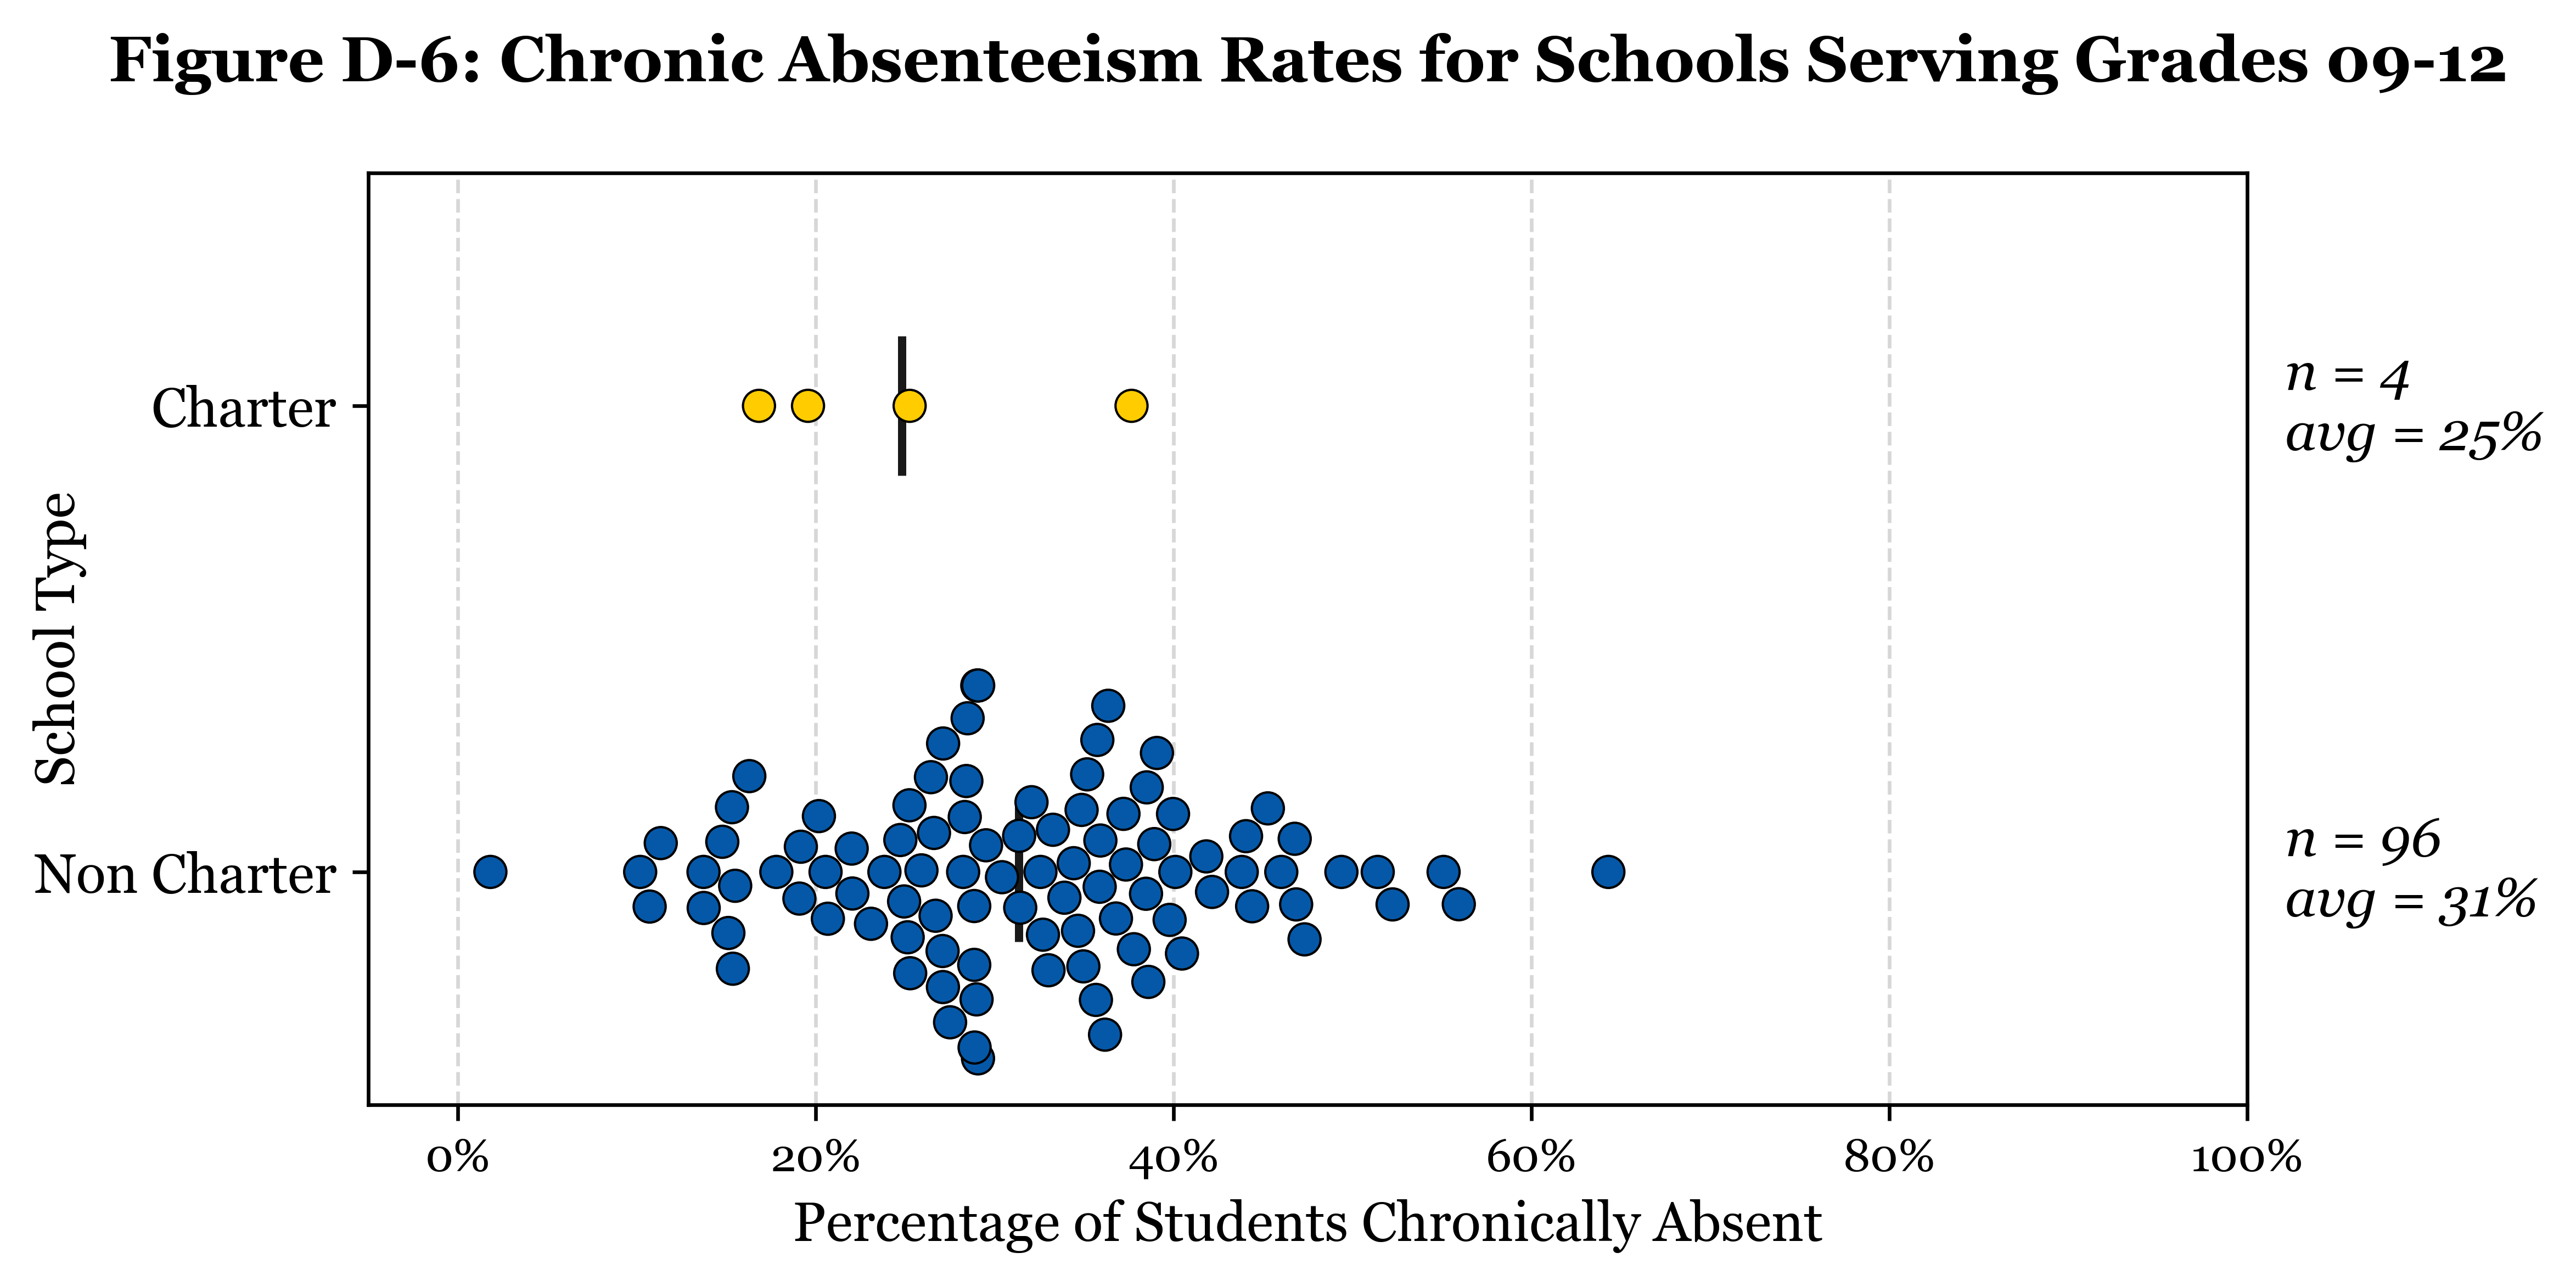 Figure D-6: Chronic Absenteeism Rates for Schools Serving Grades 09-12
School Type
Charter
n = 4
avg = 25%
Non Charter
n = 96
avg = 31%
0% 20% 40% 60% 80% 100%
Percentage of Students Chronically Absent